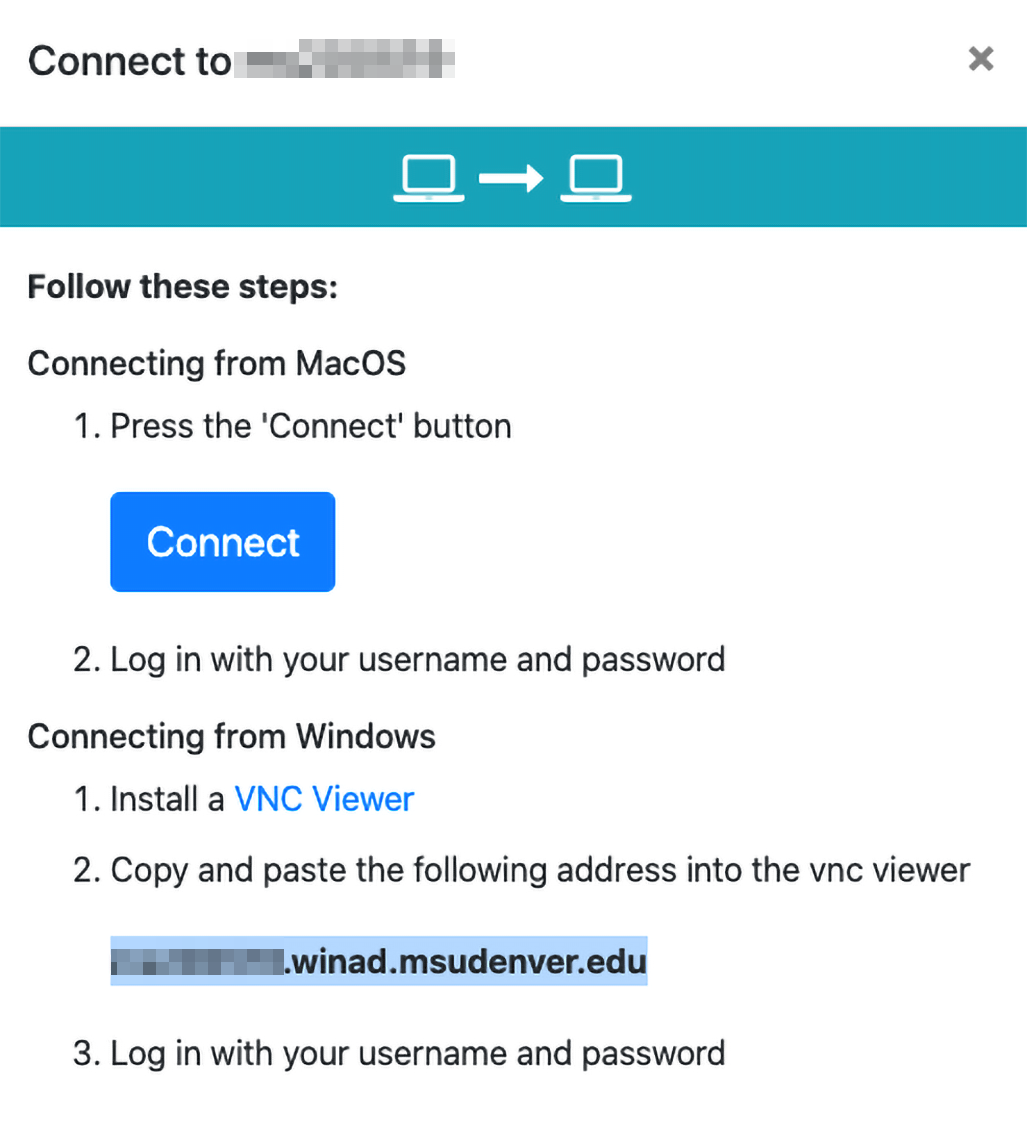 Connect to
Follow these steps:
Connecting from MacOS
1. Press the 'Connect' button
Connect
2. Log in with your username and password
Connecting from Windows
1. Install a VNC Viewer
2. Copy and paste the following address into the vnc viewer
.winad.msudenver.edu
3. Log in with your username and password